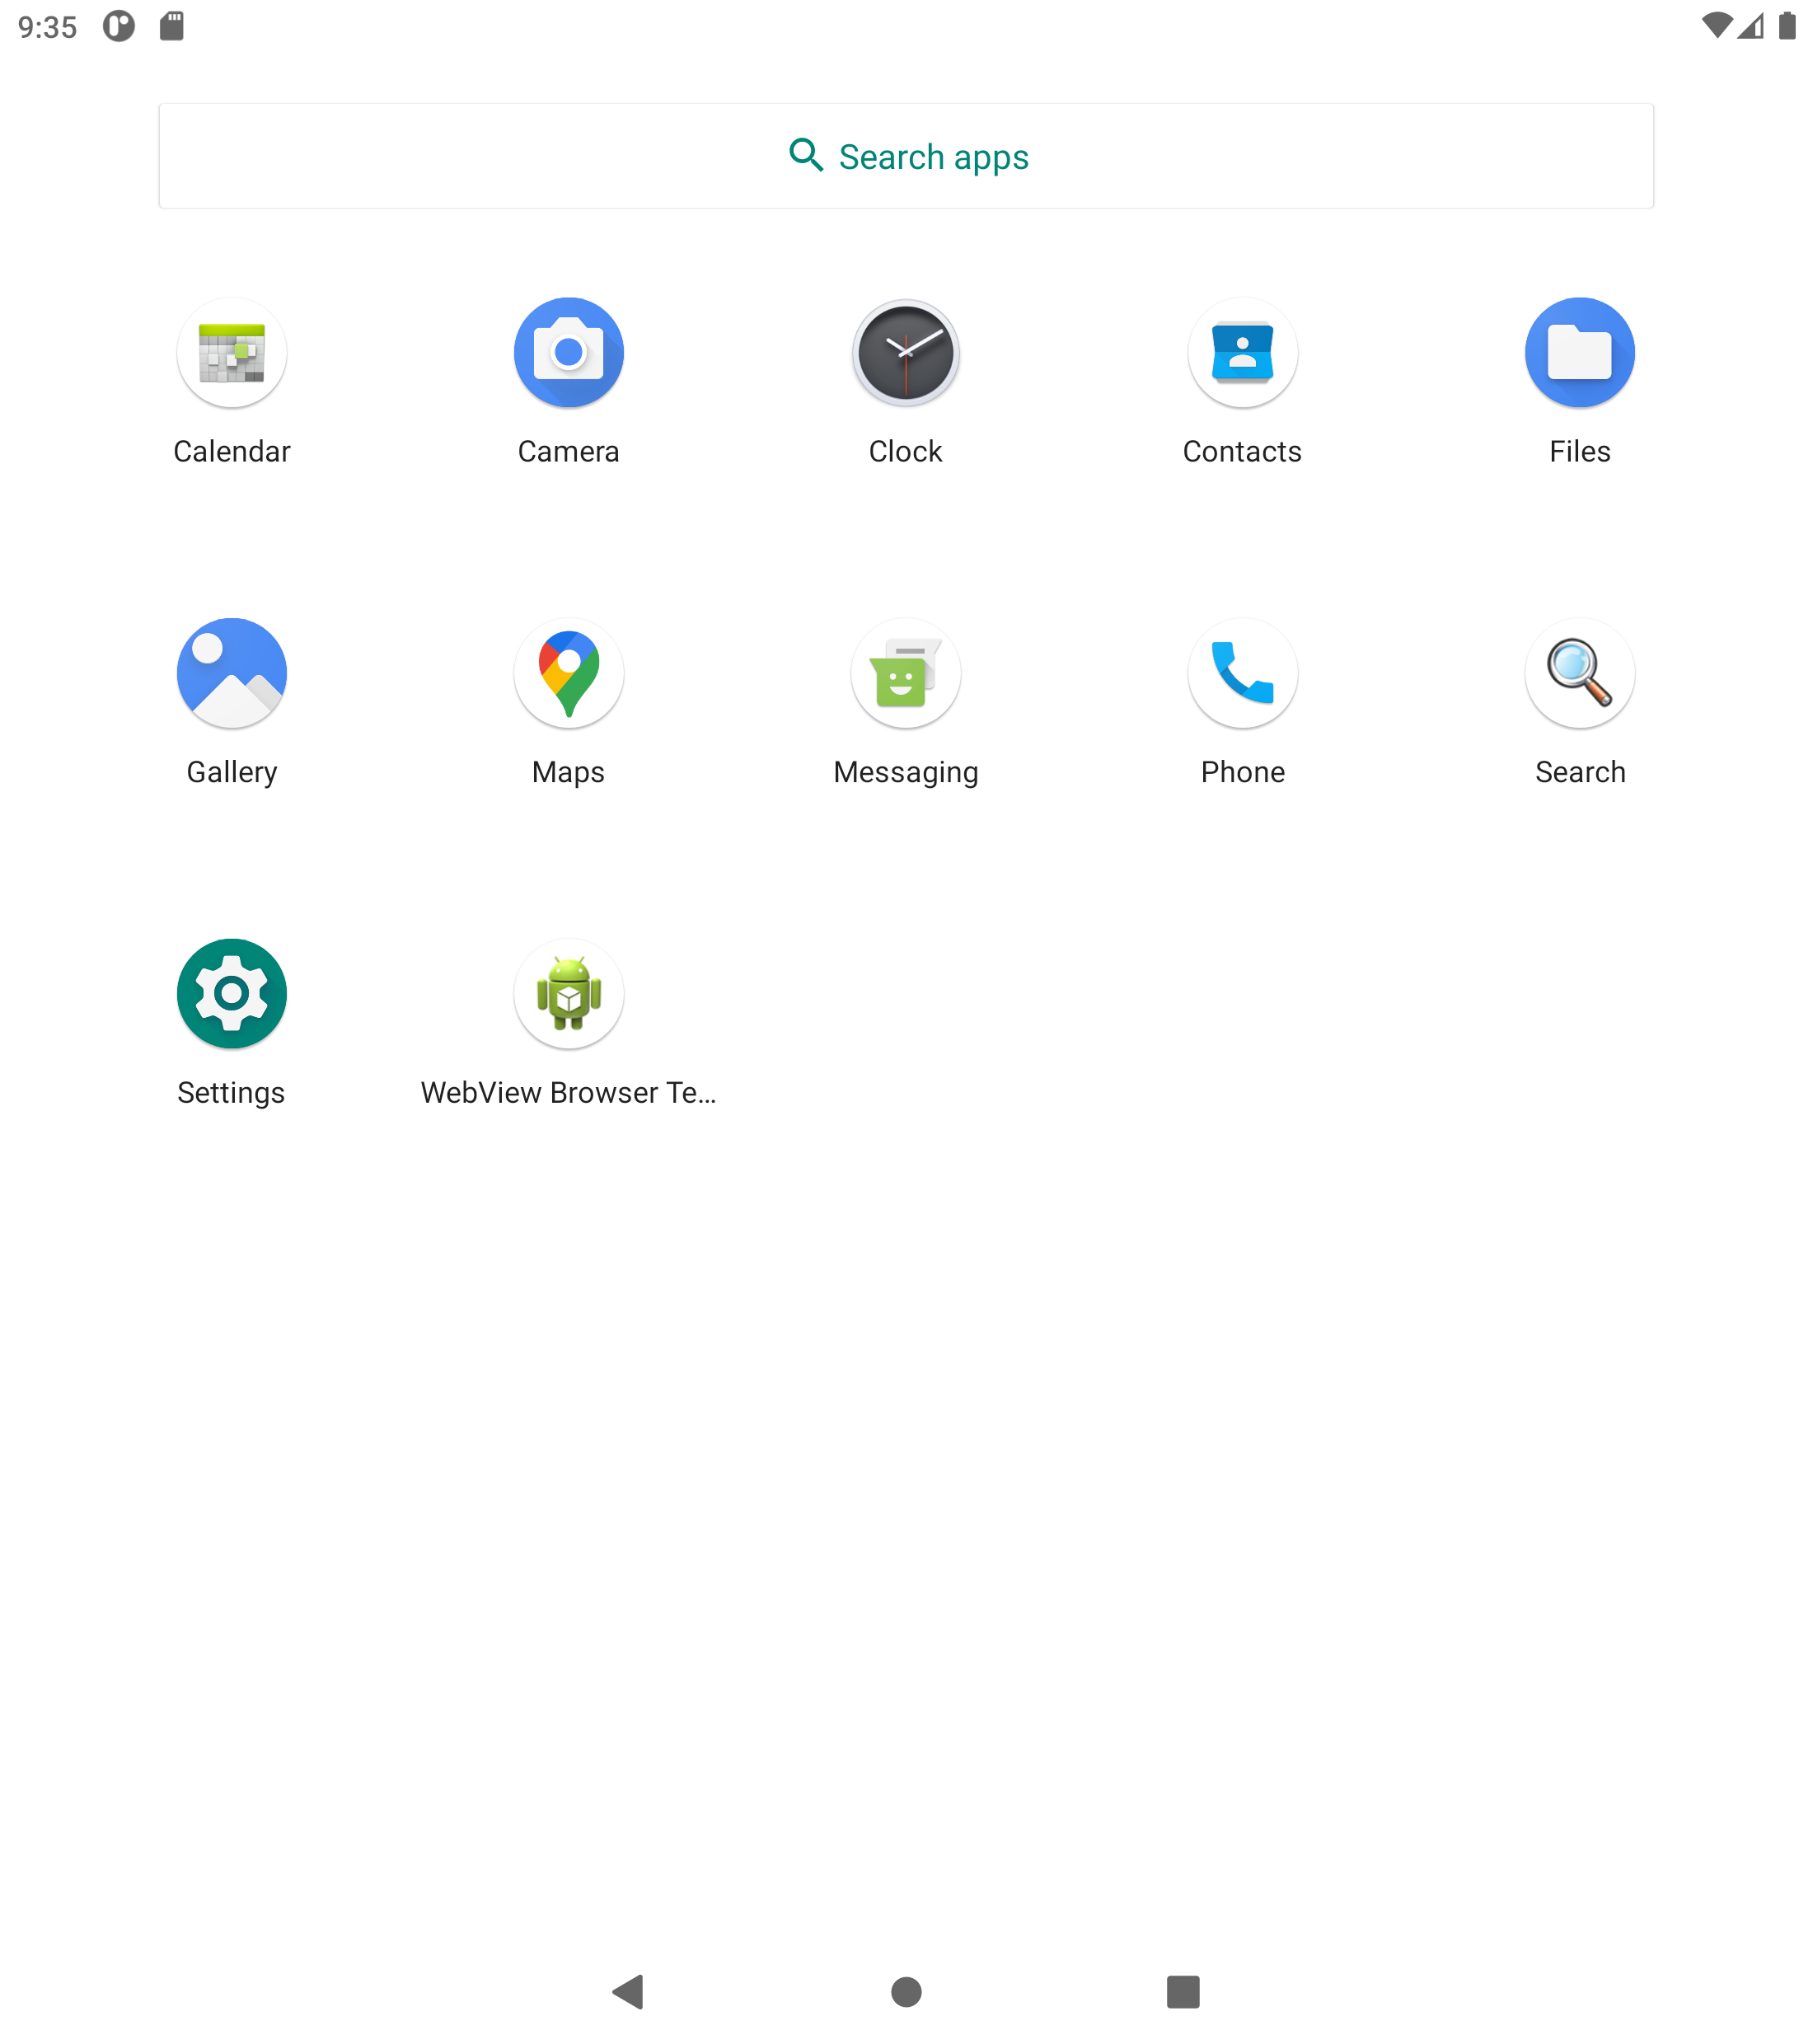 9:35
Search apps
Calendar
Camera
Clock
Contacts
Files
Gallery
Maps
Messaging
Phone
Search
Settings
WebView Browser Te…